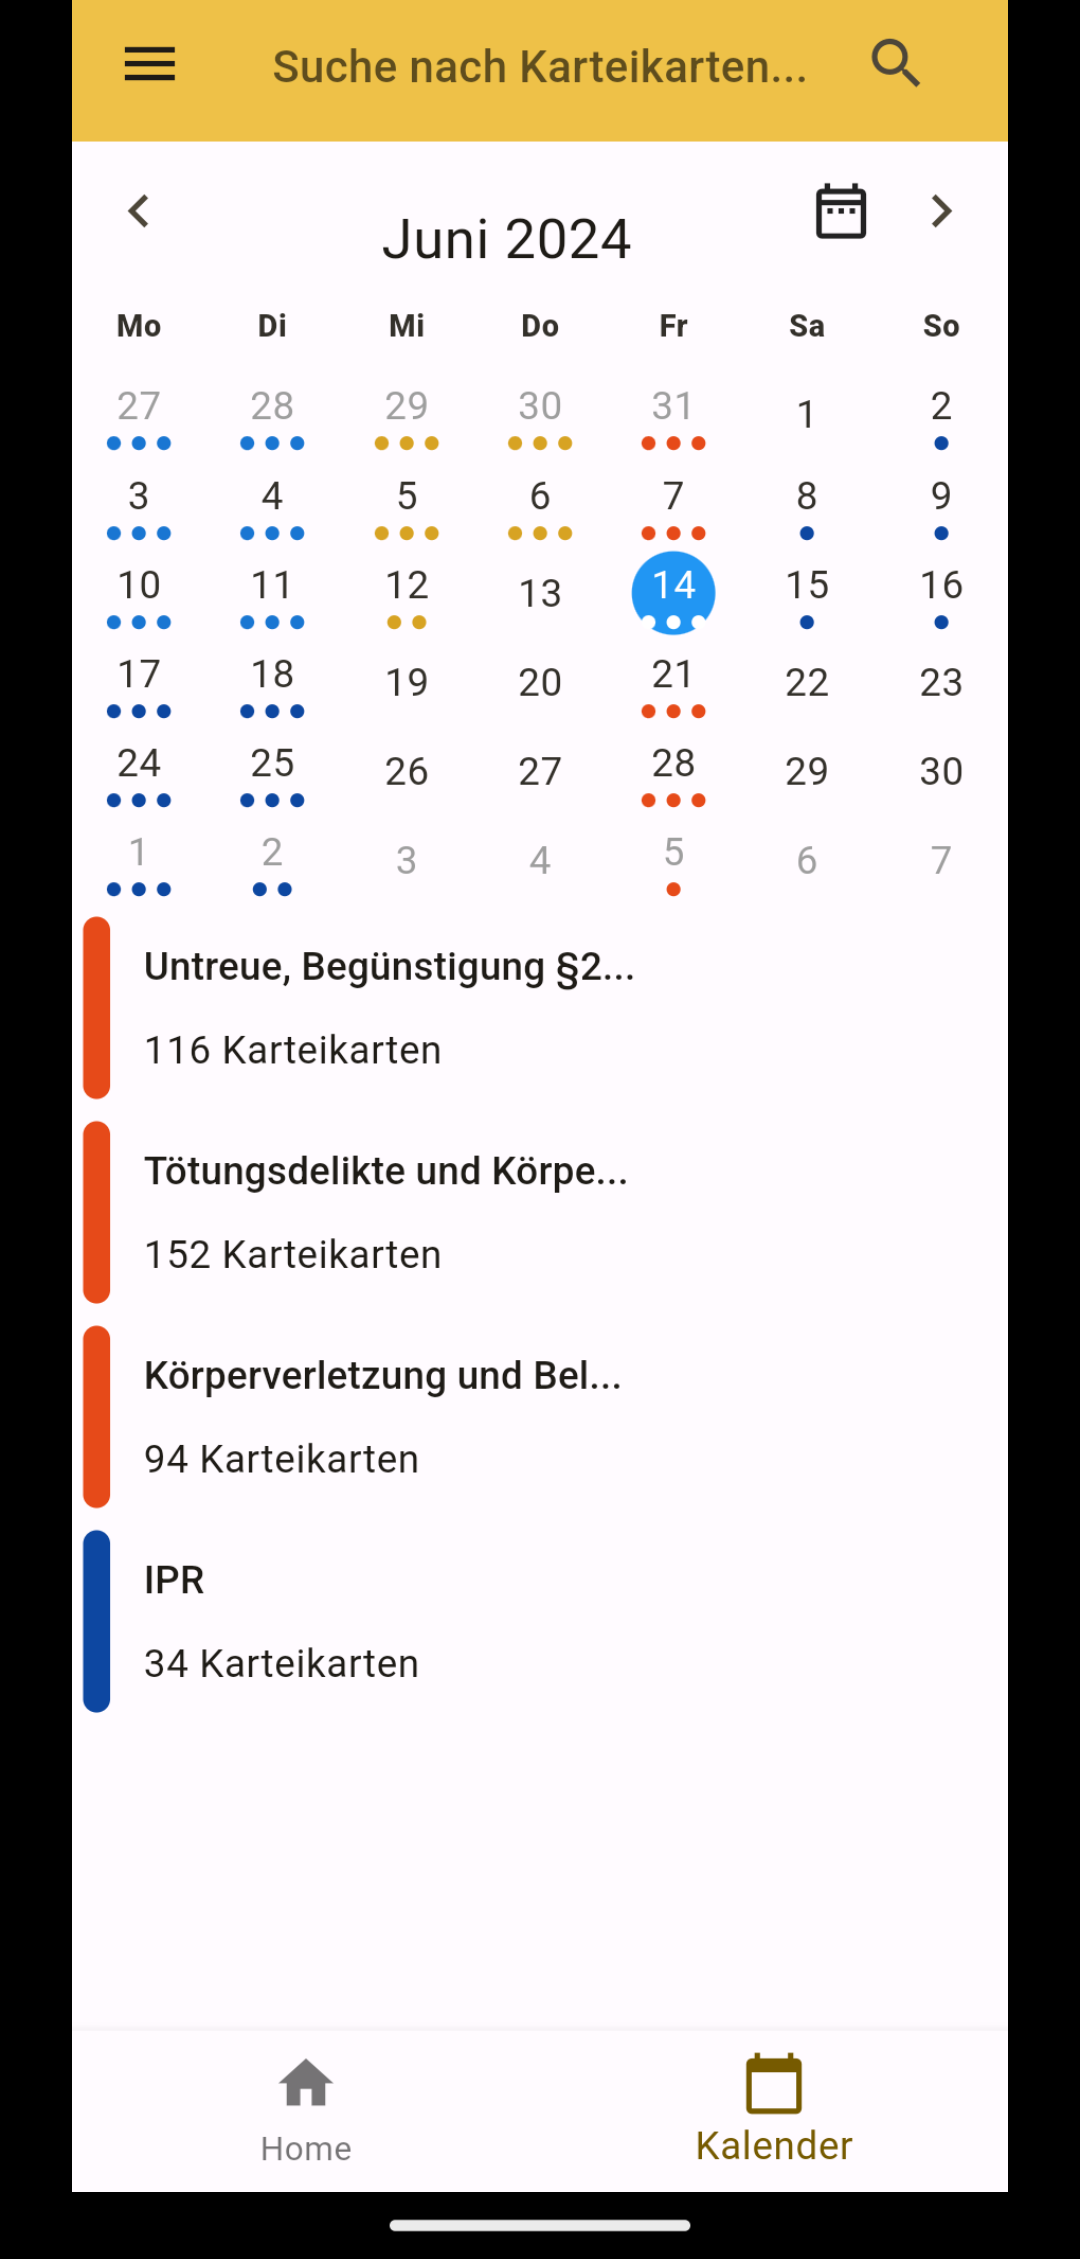 Suche nach Karteikarten...
Juni 2024
Mo Di Mi Do Fr Sa So
27 28 29 30 31 1 2
3 4 5 6 7 8 9
10 11 12 13 14 15 16
17 18 19 20 21 22 23
24 25 26 27 28 29 30
1 2 3 4 5 6 7
Untreue, Begünstigung §2...
116 Karteikarten
Tötungsdelikte und Körpe...
152 Karteikarten
Körperverletzung und Bel...
94 Karteikarten
IPR
34 Karteikarten
Home Kalender